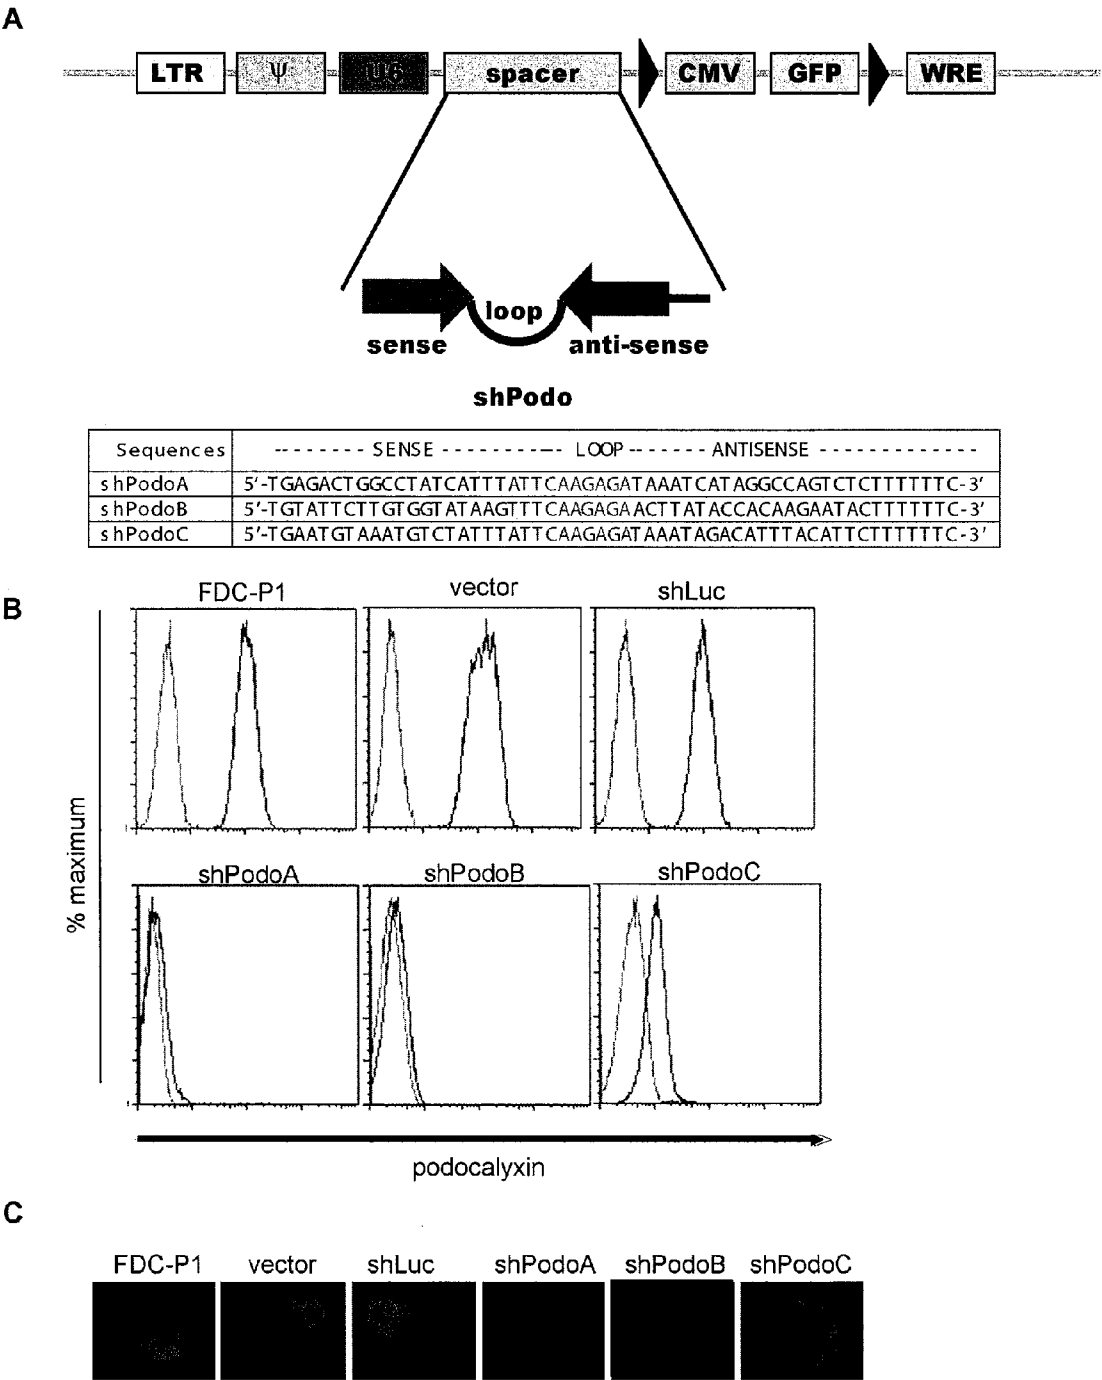 A
LTR Ψ U6 spacer CMV GFP WRE
loop
sense anti-sense
shPodo
Sequences --------- SENSE ------------ LOOP ------- ANTISENSE -------------
shPodoA 5'-TGAGACTGGCCTATCATTTATTCAAGAGATAAATCATAGGCCAGTCTCTTTTTTC-3'
shPodoB 5'-TGTATTCTTGTGGTATAAGTTTCAAGAGAACTTATACCACAAGAATACTTTTTTC-3'
shPodoC 5'-TGAATGTAAATGTCTATTTATTCAAGAGATAAATAGACATTTACATTCTTTTTTC-3'
B
FDC-P1 vector shLuc
% maximum
shPodoA shPodoB shPodoC
podocalyxin
C
FDC-P1 vector shLuc shPodoA shPodoB shPodoC